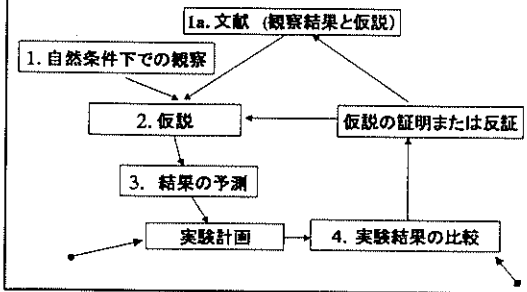 1a. 文献 (観察結果と仮説)
1. 自然条件下での観察
2. 仮説
仮説の証明または反証
3. 結果の予測
実験計画
4. 実験結果の比較